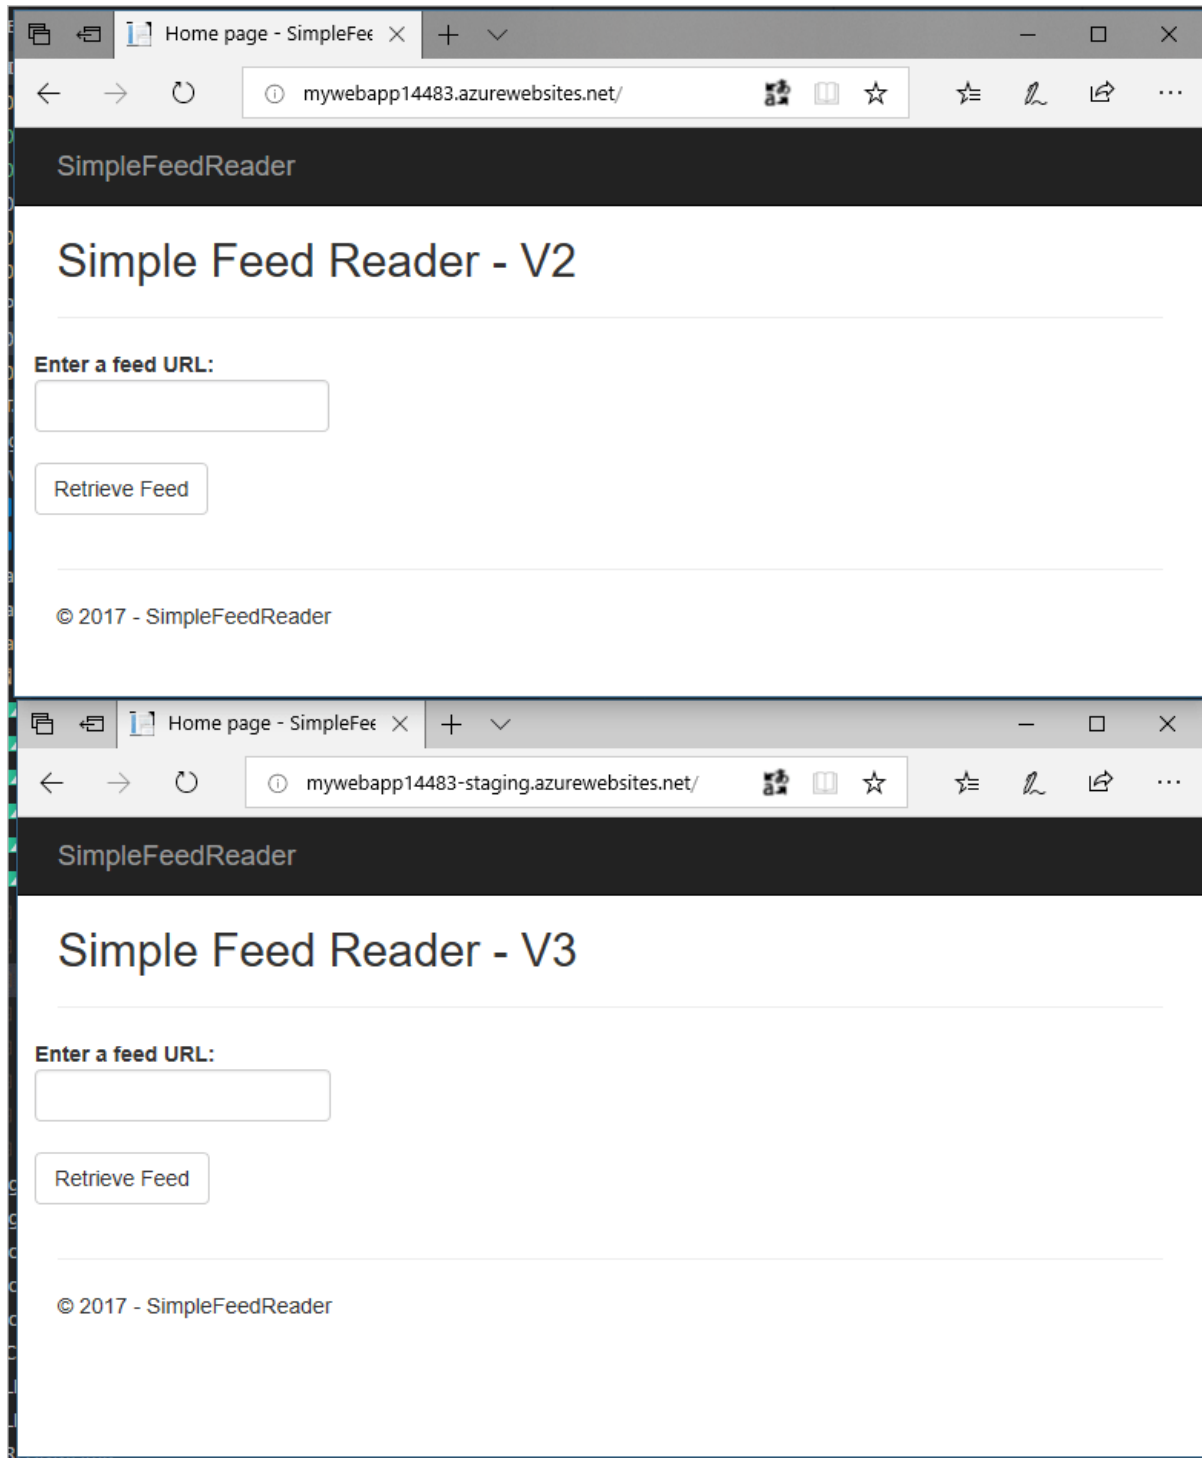 Home page - SimpleFee
mywebapp14483.azurewebsites.net/
SimpleFeedReader
Simple Feed Reader - V2
Enter a feed URL:
Retrieve Feed
© 2017 - SimpleFeedReader
Home page - SimpleFee
mywebapp14483-staging.azurewebsites.net/
SimpleFeedReader
Simple Feed Reader - V3
Enter a feed URL:
Retrieve Feed
© 2017 - SimpleFeedReader